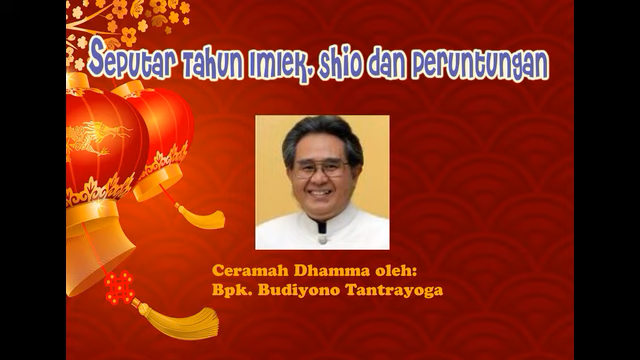 Seputar Tahun Imlek, shio dan peruntungan
Ceramah Dhamma oleh:
Bpk. Budiyono Tantrayoga